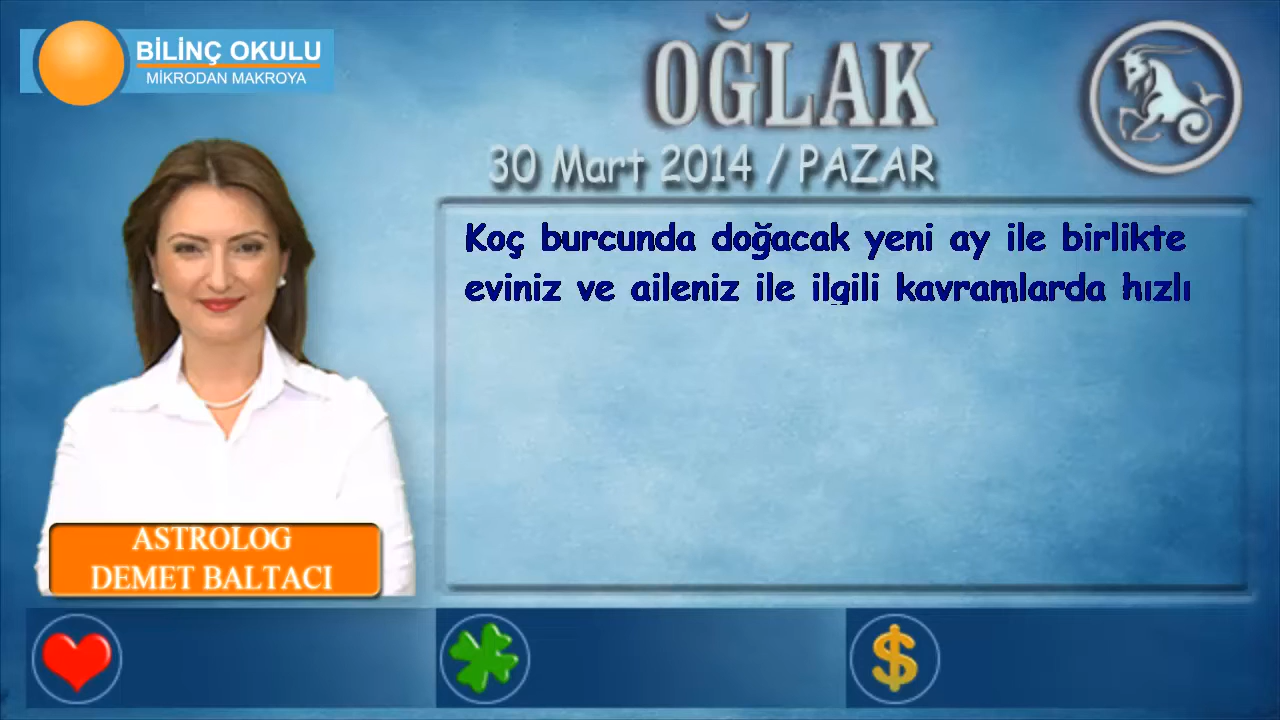 BİLİNÇ OKULU
MİKRODAN MAKROYA
OĞLAK
30 Mart 2014 / PAZAR
Koç burcunda doğacak yeni ay ile birlikte
eviniz ve aileniz ile ilgili kavramlarda hızlı
ASTROLOG
DEMET BALTACI